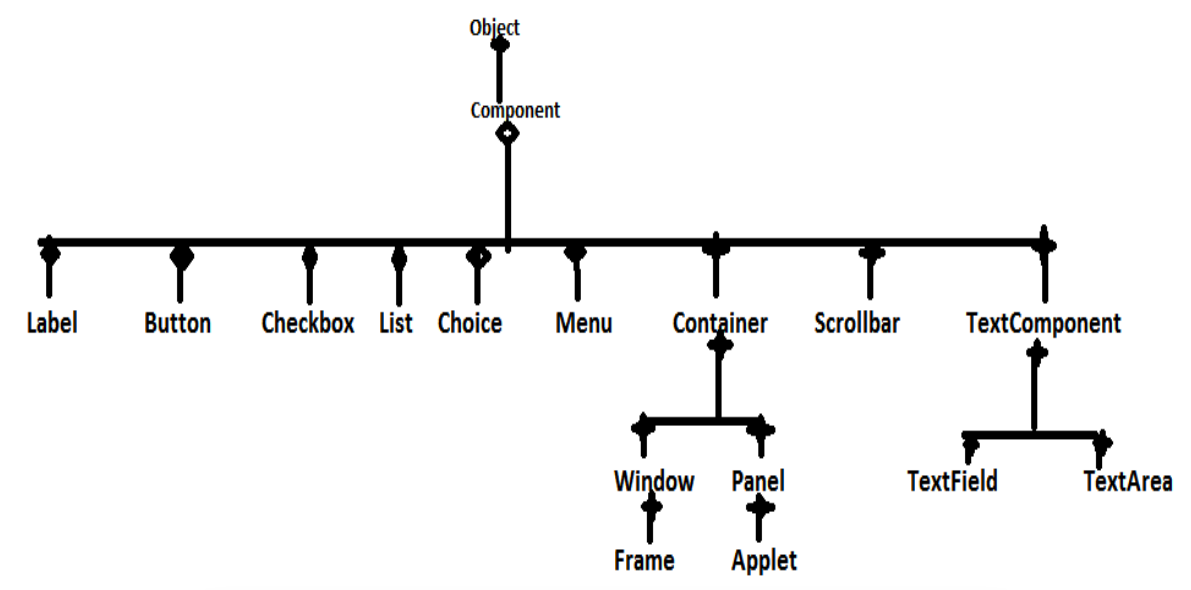 Object
Component
Label Button Checkbox List Choice Menu Container Scrollbar TextComponent
Window Panel TextField TextArea
Frame Applet